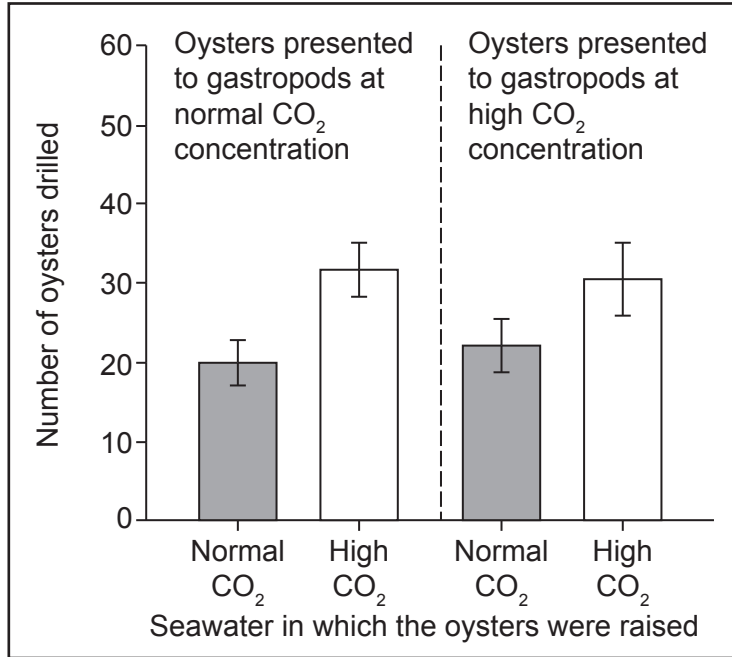 60
50
40
30
20
10
0
Number of oysters drilled
Oysters presented
to gastropods at
normal CO₂
concentration
Oysters presented
to gastropods at
high CO₂
concentration
Normal
CO₂
High
CO₂
Normal
CO₂
High
CO₂
Seawater in which the oysters were raised